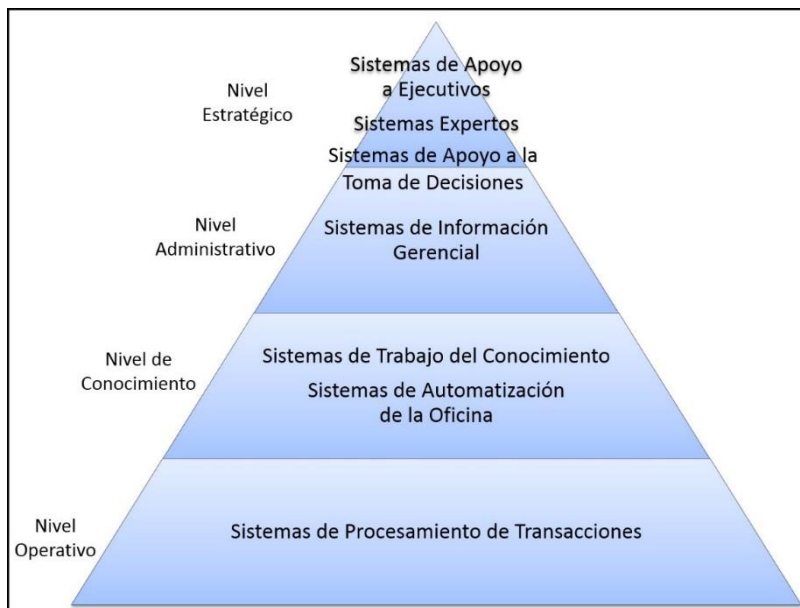 Sistemas de Apoyo
a Ejecutivos
Nivel
Estratégico
Sistemas Expertos
Sistemas de Apoyo a la
Toma de Decisiones
Nivel
Administrativo
Sistemas de Información
Gerencial
Nivel de
Conocimiento
Sistemas de Trabajo del Conocimiento
Sistemas de Automatización
de la Oficina
Nivel
Operativo
Sistemas de Procesamiento de Transacciones